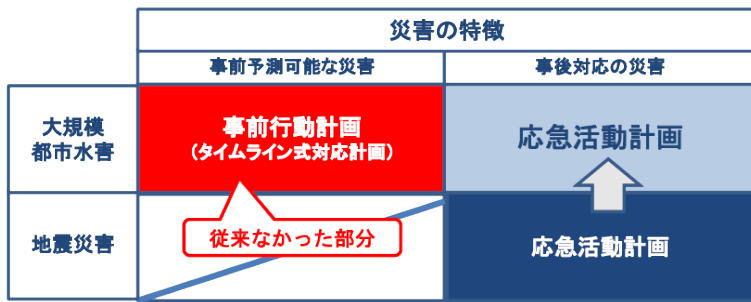 災害の特徴
事前予測可能な災害
事後対応の災害
大規模
都市水害
事前行動計画
(タイムライン式対応計画)
応急活動計画
地震災害
従来なかった部分
応急活動計画